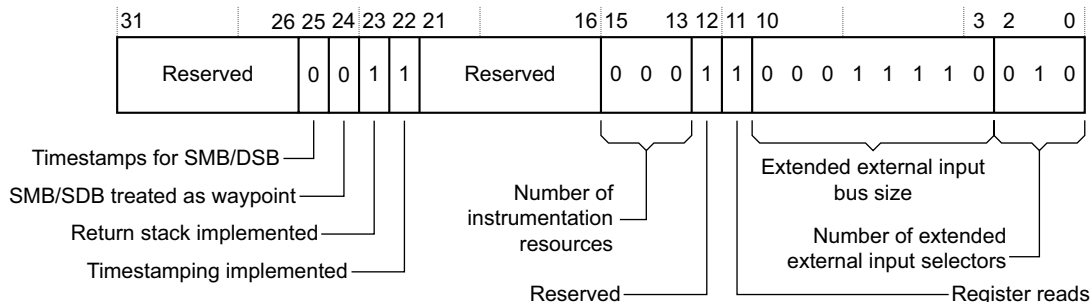 31 26 25 24 23 22 21 16 15 13 12 11 10 3 2 0
Reserved 0 0 1 1 Reserved 0 0 0 1 1 0 0 0 1 1 1 1 0 0 1 0
Timestamps for SMB/DSB
SMB/SDB treated as waypoint
Return stack implemented
Timestamping implemented
Number of
instrumentation
resources
Reserved
Extended external input
bus size
Number of extended
external input selectors
Register reads